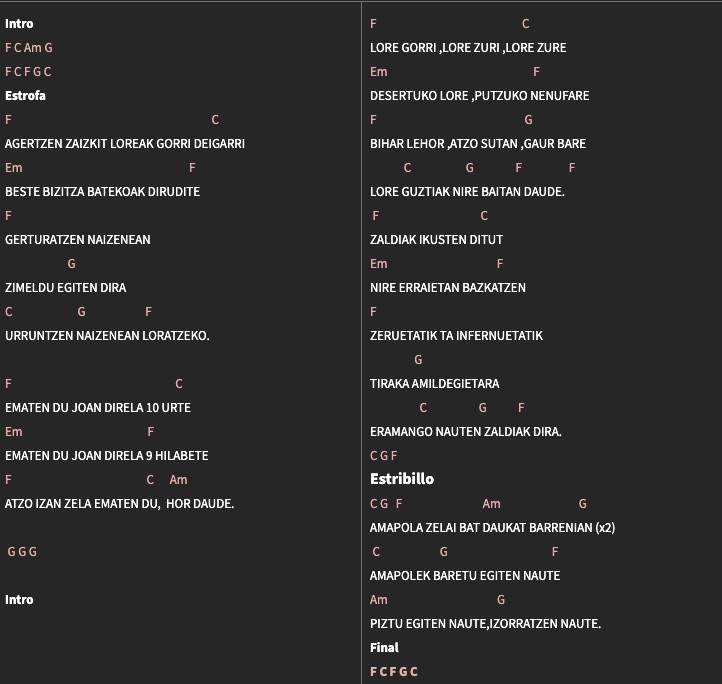 Intro
F C Am G
F C F G C
Estrofa
F C
AGERTZEN ZAIZKIT LOREAK GORRI DEIGARRI
Em F
BESTE BIZITZA BATEKOAK DIRUDITE
F
GERTURATZEN NAIZENEAN
G
ZIMELDU EGITEN DIRA
C G F
URRUNTZEN NAIZENEAN LORATZEKO.
F C
EMATEN DU JOAN DIRELA 10 URTE
Em F
EMATEN DU JOAN DIRELA 9 HILABETE
F C Am
ATZO IZAN ZELA EMATEN DU, HOR DAUDE.
G G G
Intro
F C
LORE GORRI ,LORE ZURI ,LORE ZURE
Em F
DESERTUKO LORE ,PUTZUKO NENUFARE
F G
BIHAR LEHOR ,ATZO SUTAN ,GAUR BARE
C G F F
LORE GUZTIAK NIRE BAITAN DAUDE.
F C
ZALDIAK IKUSTEN DITUT
Em F
NIRE ERRAIETAN BAZKATZEN
F
ZERUETATIK TA INFERNUETATIK
G
TIRAKA AMILDEGIETARA
C G F
ERAMANGO NAUTEN ZALDIAK DIRA.
C G F
Estribillo
C G F Am G
AMAPOLA ZELAI BAT DAUKAT BARRENIAN (x2)
C G F
AMAPOLEK BARETU EGITEN NAUTE
Am G
PIZTU EGITEN NAUTE,IZORRATZEN NAUTE.
Final
F C F G C